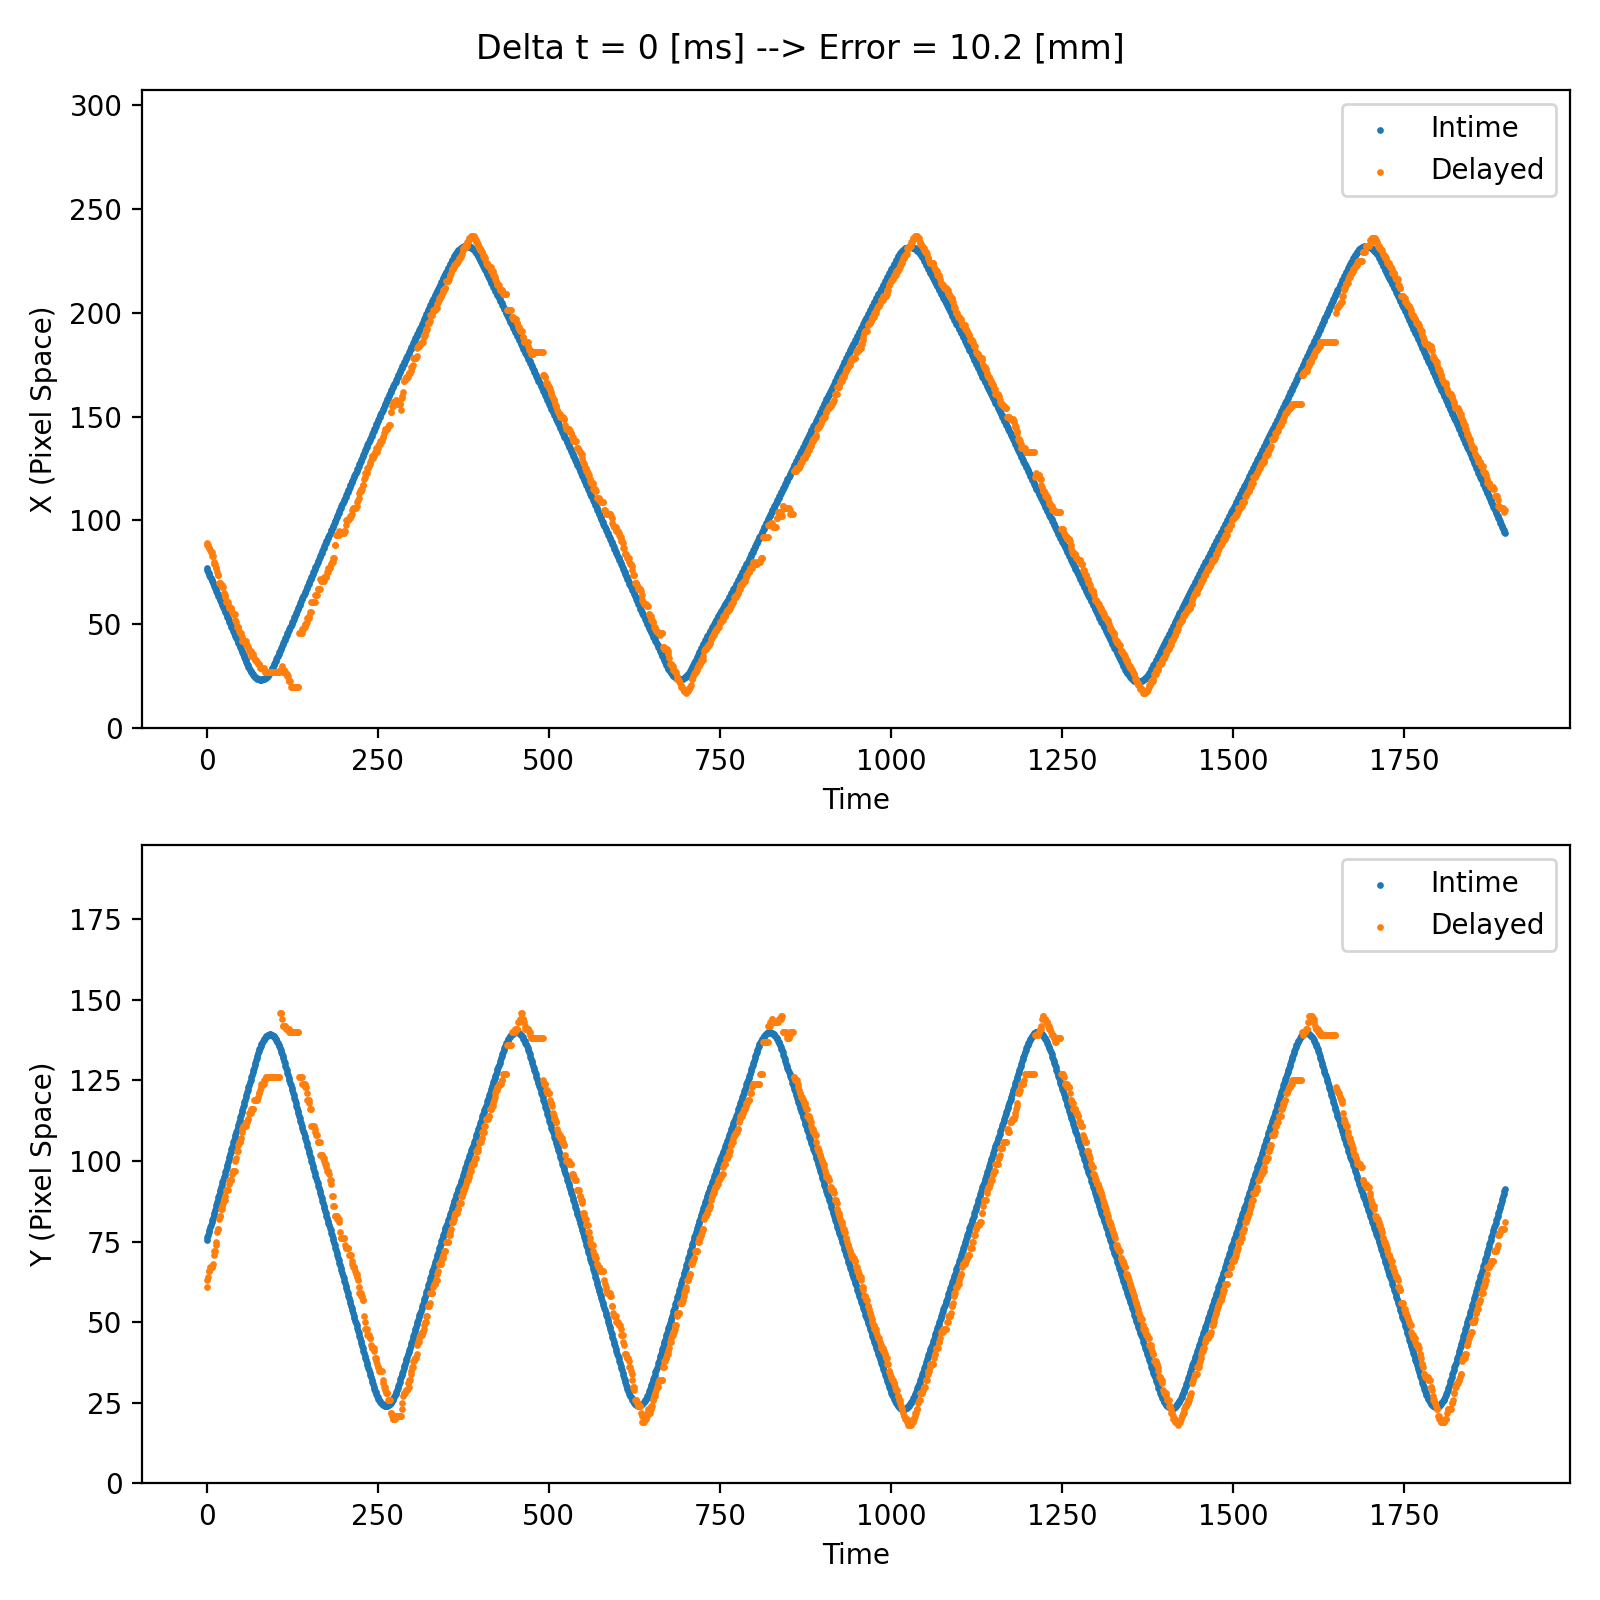 Delta t = 0 [ms] --> Error = 10.2 [mm]
300
250
200
150
100
50
0
X (Pixel Space)
Intime
Delayed
0 250 500 750 1000 1250 1500 1750
Time
175
150
125
100
75
50
25
0
Y (Pixel Space)
Intime
Delayed
0 250 500 750 1000 1250 1500 1750
Time